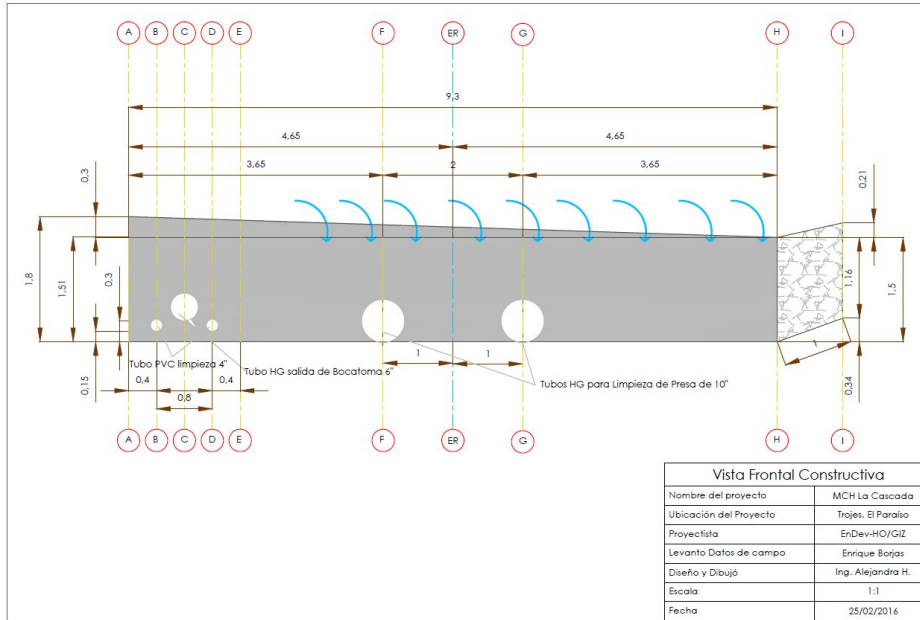 A B C D E F ER G H I
9,3
4,65 4,65
3,65 2 3,65
0,3
0,21
1,8
1,51
0,3
1,16
1,5
Tubo PVC limpieza 4"
Tubo HG salida de Bocatoma 6"
1 1
1
0,15
0,4 0,4
0,8
Tubos HG para Limpieza de Presa de 10"
0,34
A B C D E F ER G H I
Vista Frontal Constructiva
Nombre del proyecto MCH La Cascada
Ubicación del Proyecto Trojes, El Paraíso
Proyectista EnDev-HO/GIZ
Levanto Datos de campo Enrique Borjas
Diseño y Dibujó Ing. Alejandra H.
Escala 1:1
Fecha 25/02/2016